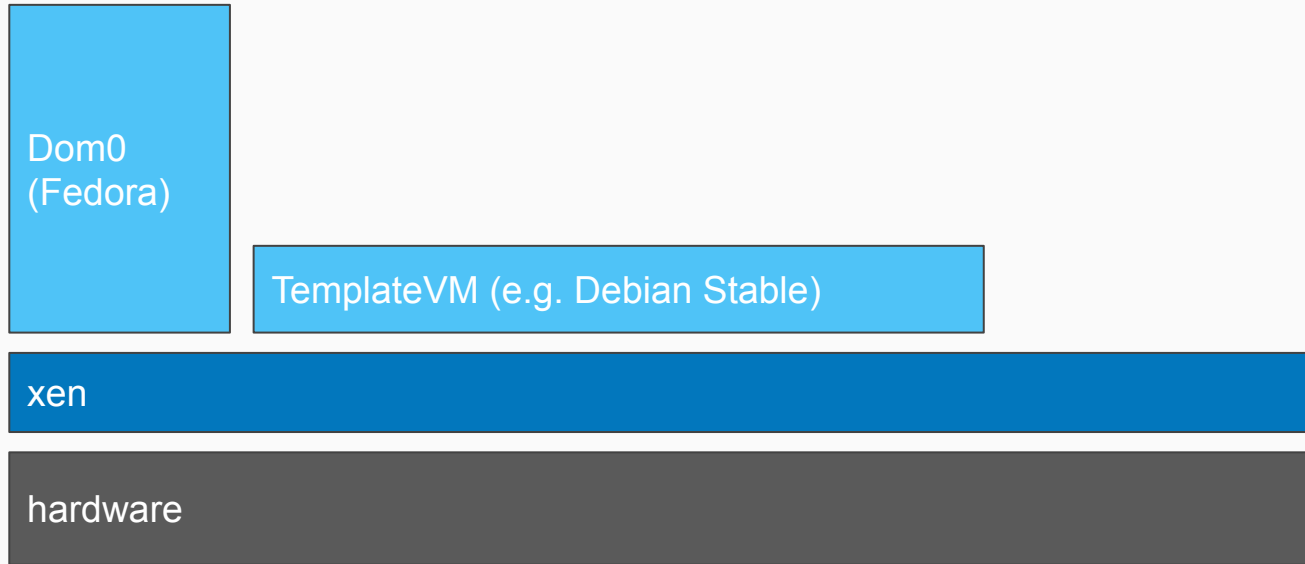 Dom0
(Fedora)
TemplateVM (e.g. Debian Stable)
xen
hardware